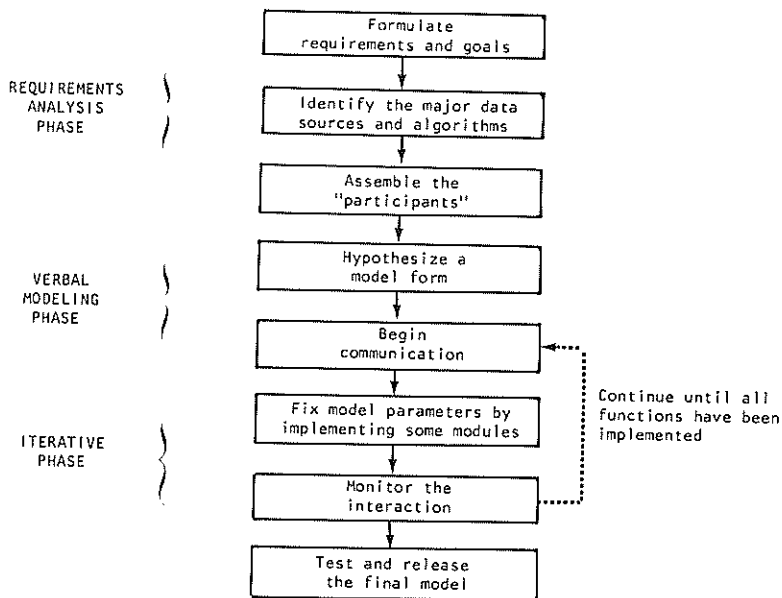 Formulate
requirements and goals
REQUIREMENTS
ANALYSIS
PHASE
Identify the major data
sources and algorithms
Assemble the
"participants"
VERBAL
MODELING
PHASE
Hypothesize a
model form
Begin
communication
Continue until all
functions have been
implemented
ITERATIVE
PHASE
Fix model parameters by
implementing some modules
Monitor the
interaction
Test and release
the final model